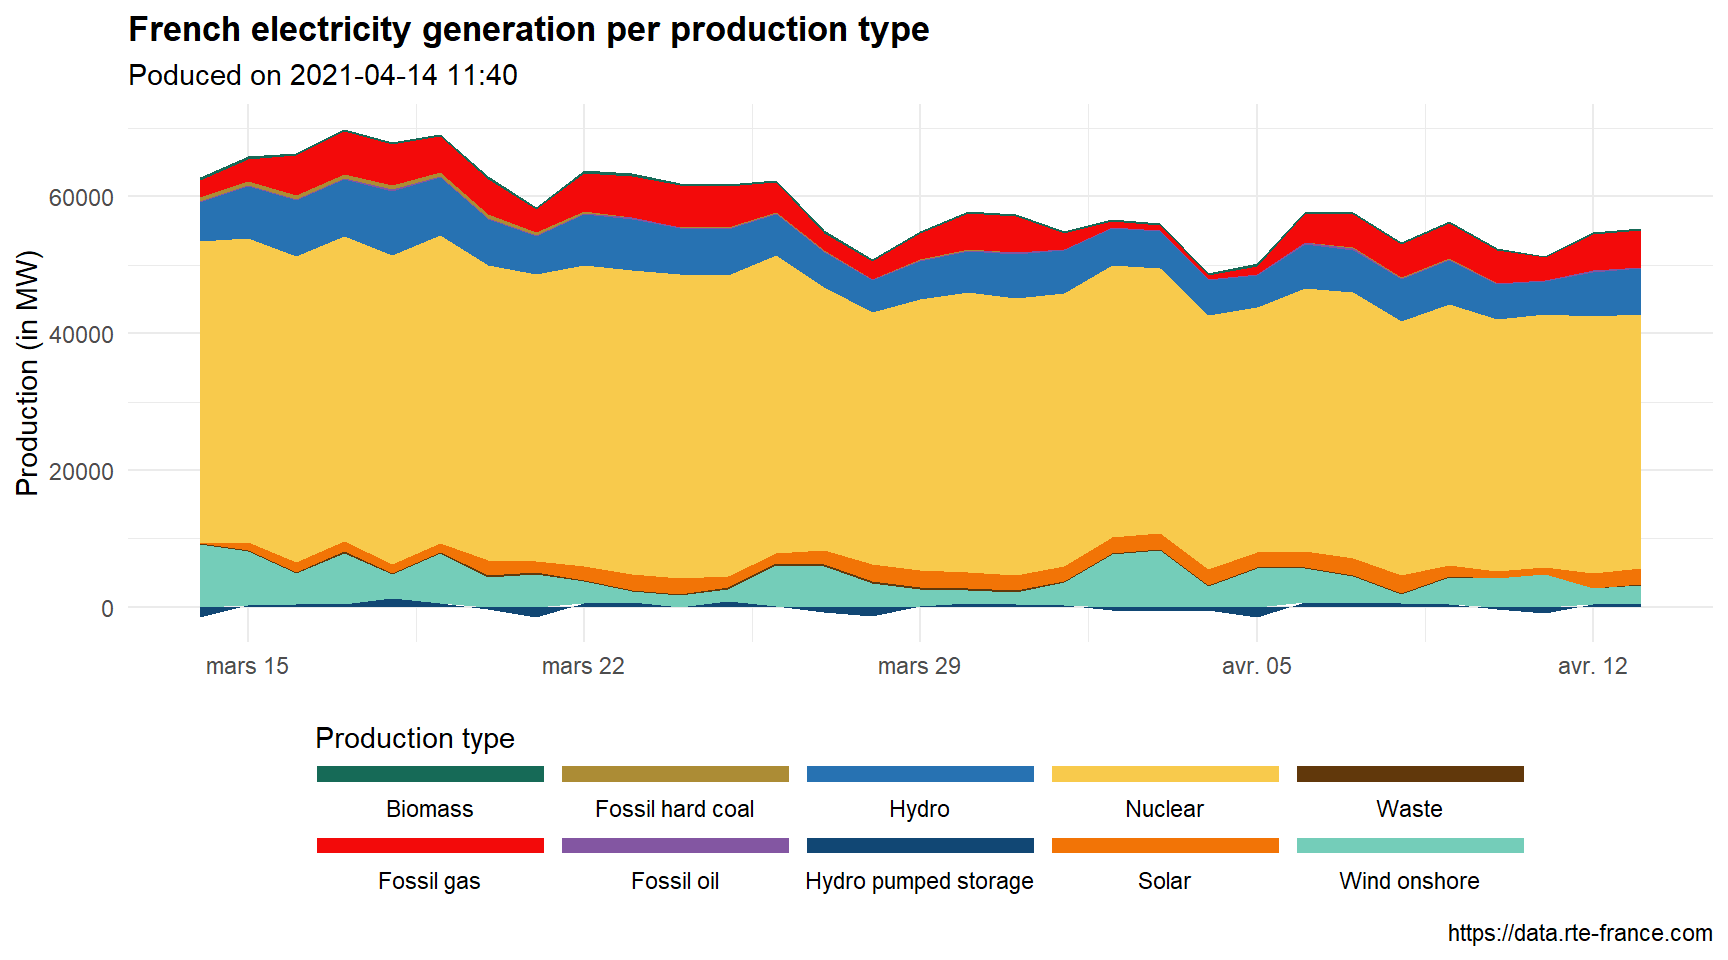 French electricity generation per production type
Poduced on 2021-04-14 11:40
Production (in MW)
60000
40000
20000
0
mars 15 mars 22 mars 29 avr. 05 avr. 12
Production type
Biomass Fossil hard coal Hydro Nuclear Waste
Fossil gas Fossil oil Hydro pumped storage Solar Wind onshore
https://data.rte-france.com